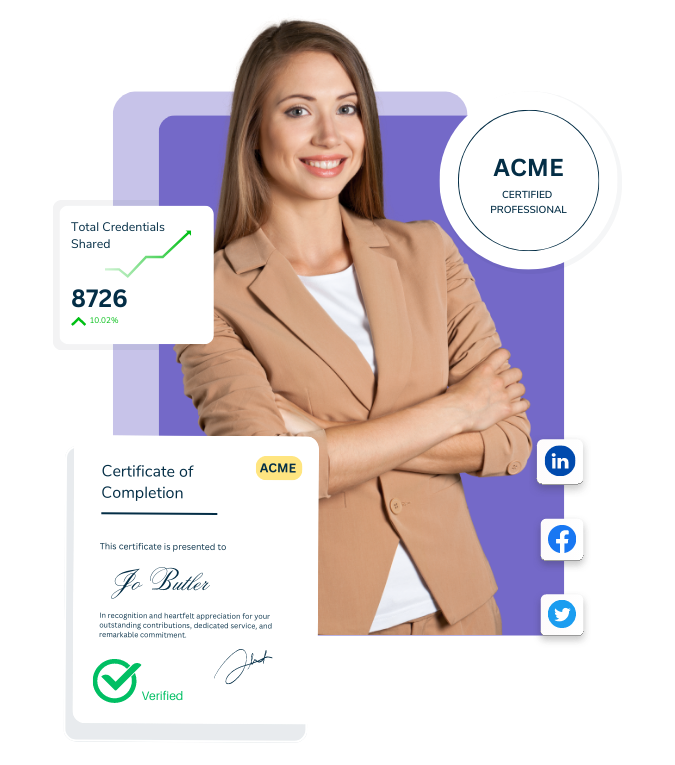 ACME
CERTIFIED
PROFESSIONAL
Total Credentials
Shared
8726
10.02%
Certificate of
Completion
ACME
This certificate is presented to
Jo Butler
In recognition and heartfelt appreciation for your
outstanding contributions, dedicated service, and
remarkable commitment.
Verified
in